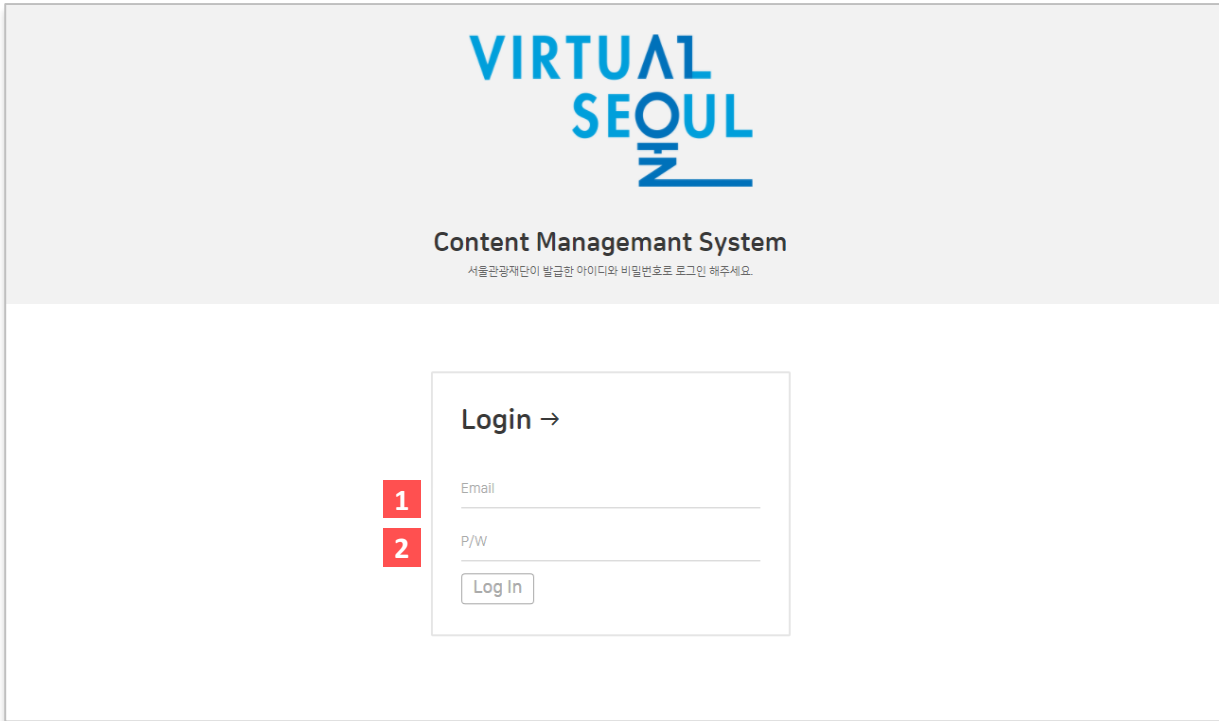 VIRTUAL
SEOUL
Content Managemant System
서울관광재단이 발급한 아이디와 비밀번호로 로그인 해주세요.
Login →
1
Email
2
P/W
Log In